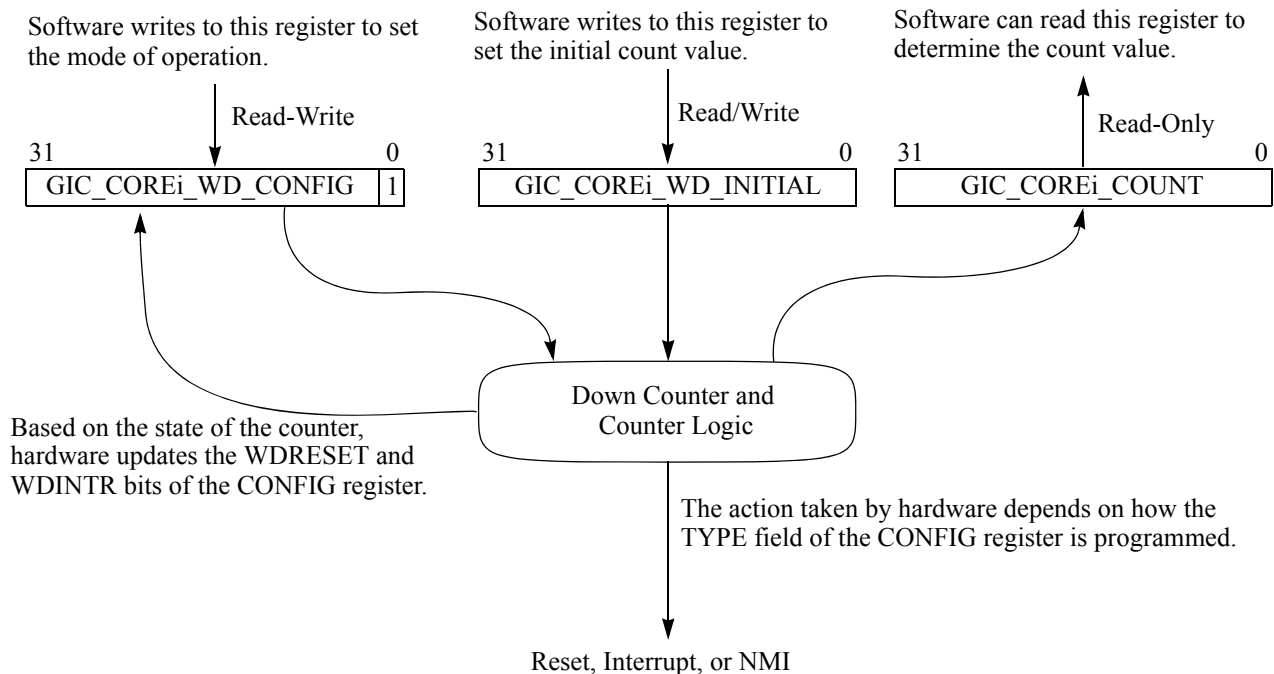 Software writes to this register to set
the mode of operation.
Software writes to this register to
set the initial count value.
Software can read this register to
determine the count value.
Read-Write
Read/Write
Read-Only
31
0
31
0
31
0
GIC_COREi_WD_CONFIG
1
GIC_COREi_WD_INITIAL
GIC_COREi_COUNT
Down Counter and
Counter Logic
Based on the state of the counter,
hardware updates the WDRESET and
WDINTR bits of the CONFIG register.
The action taken by hardware depends on how the
TYPE field of the CONFIG register is programmed.
Reset, Interrupt, or NMI